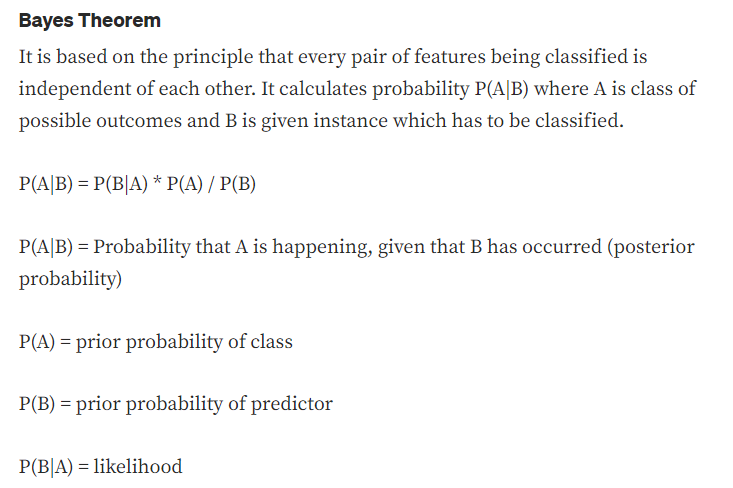 Bayes Theorem
It is based on the principle that every pair of features being classified is
independent of each other. It calculates probability P(A|B) where A is class of
possible outcomes and B is given instance which has to be classified.
P(A|B) = P(B|A) * P(A) / P(B)
P(A|B) = Probability that A is happening, given that B has occurred (posterior
probability)
P(A) = prior probability of class
P(B) = prior probability of predictor
P(B|A) = likelihood